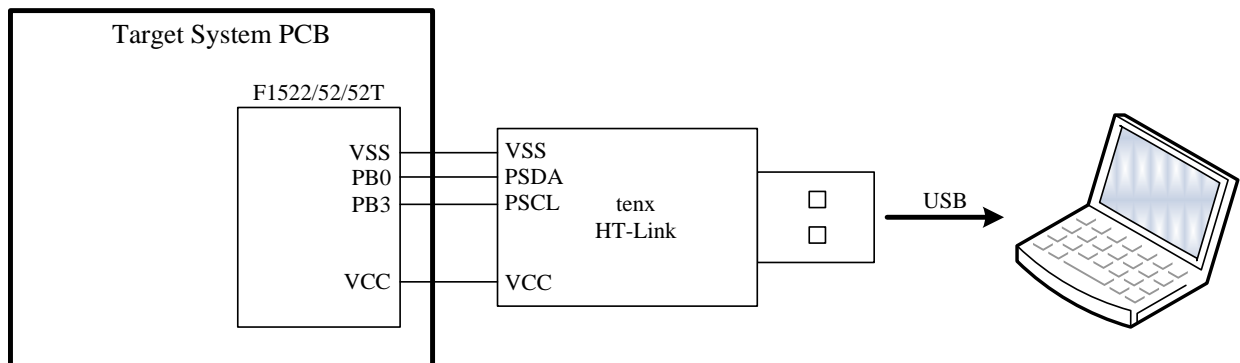 Target System PCB
F1522/52/52T
VSS
PB0
PB3
VCC
VSS
PSDA
PSCL
VCC
tenx
HT-Link
USB